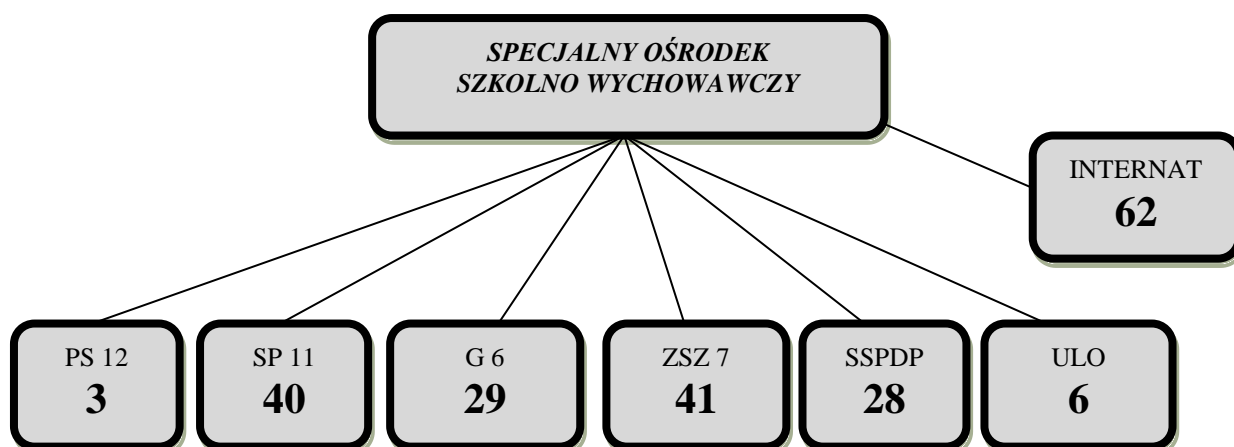 SPECJALNY OŚRODEK
SZKOLNO WYCHOWAWCZY
INTERNAT
62
PS 12
3
SP 11
40
G 6
29
ZSZ 7
41
SSPDP
28
ULO
6